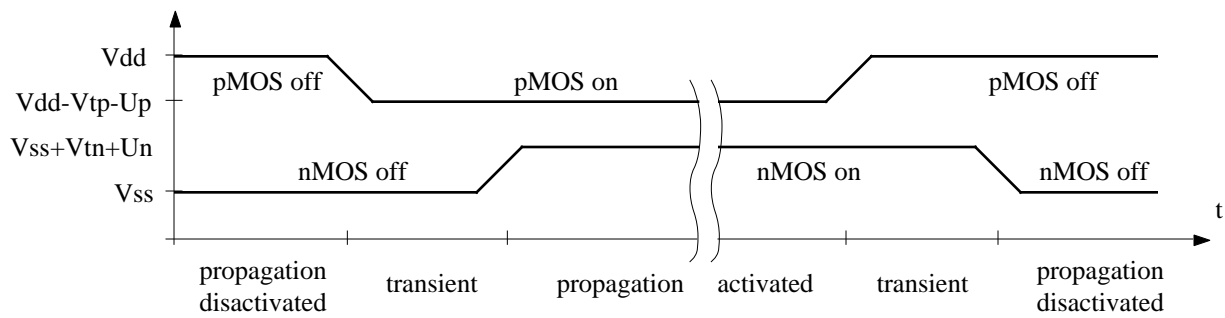 Vdd
pMOS off
pMOS on
pMOS off
Vdd-Vtp-Up
Vss+Vtn+Un
nMOS off
nMOS on
nMOS off
Vss
t
propagation
disactivated
transient
propagation
activated
transient
propagation
disactivated